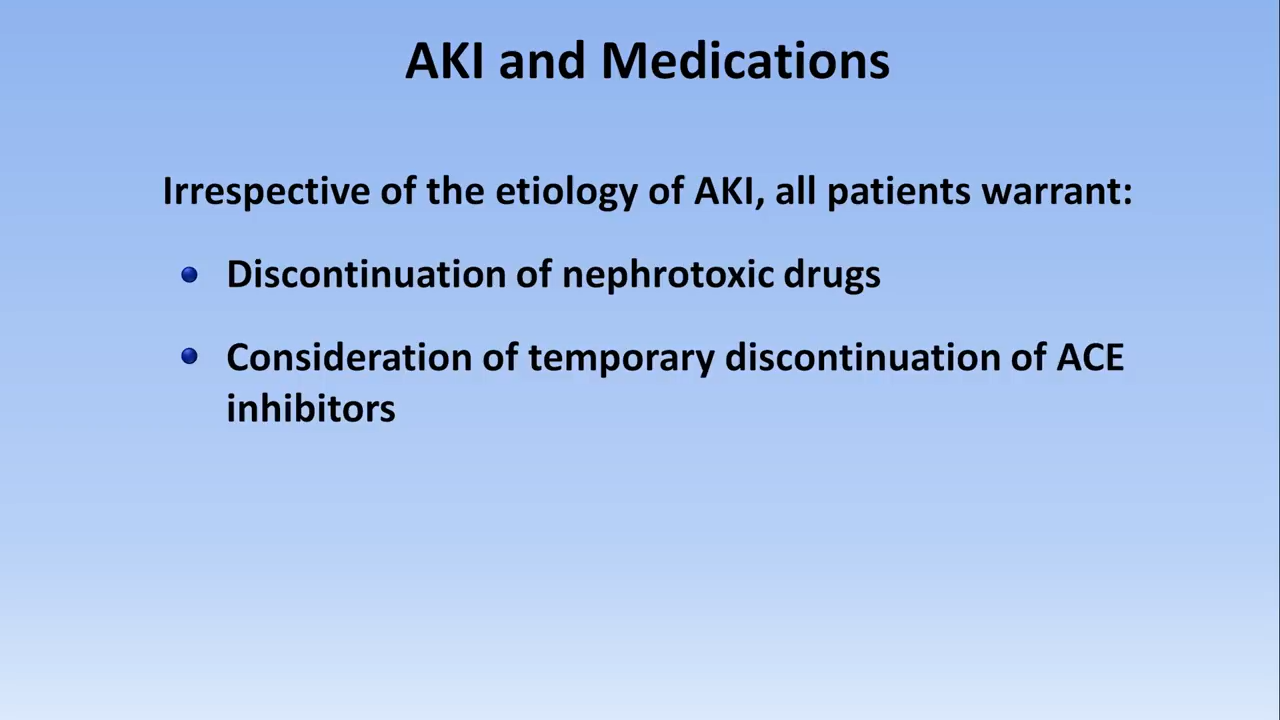 AKI and Medications
Irrespective of the etiology of AKI, all patients warrant:
Discontinuation of nephrotoxic drugs
Consideration of temporary discontinuation of ACE
inhibitors